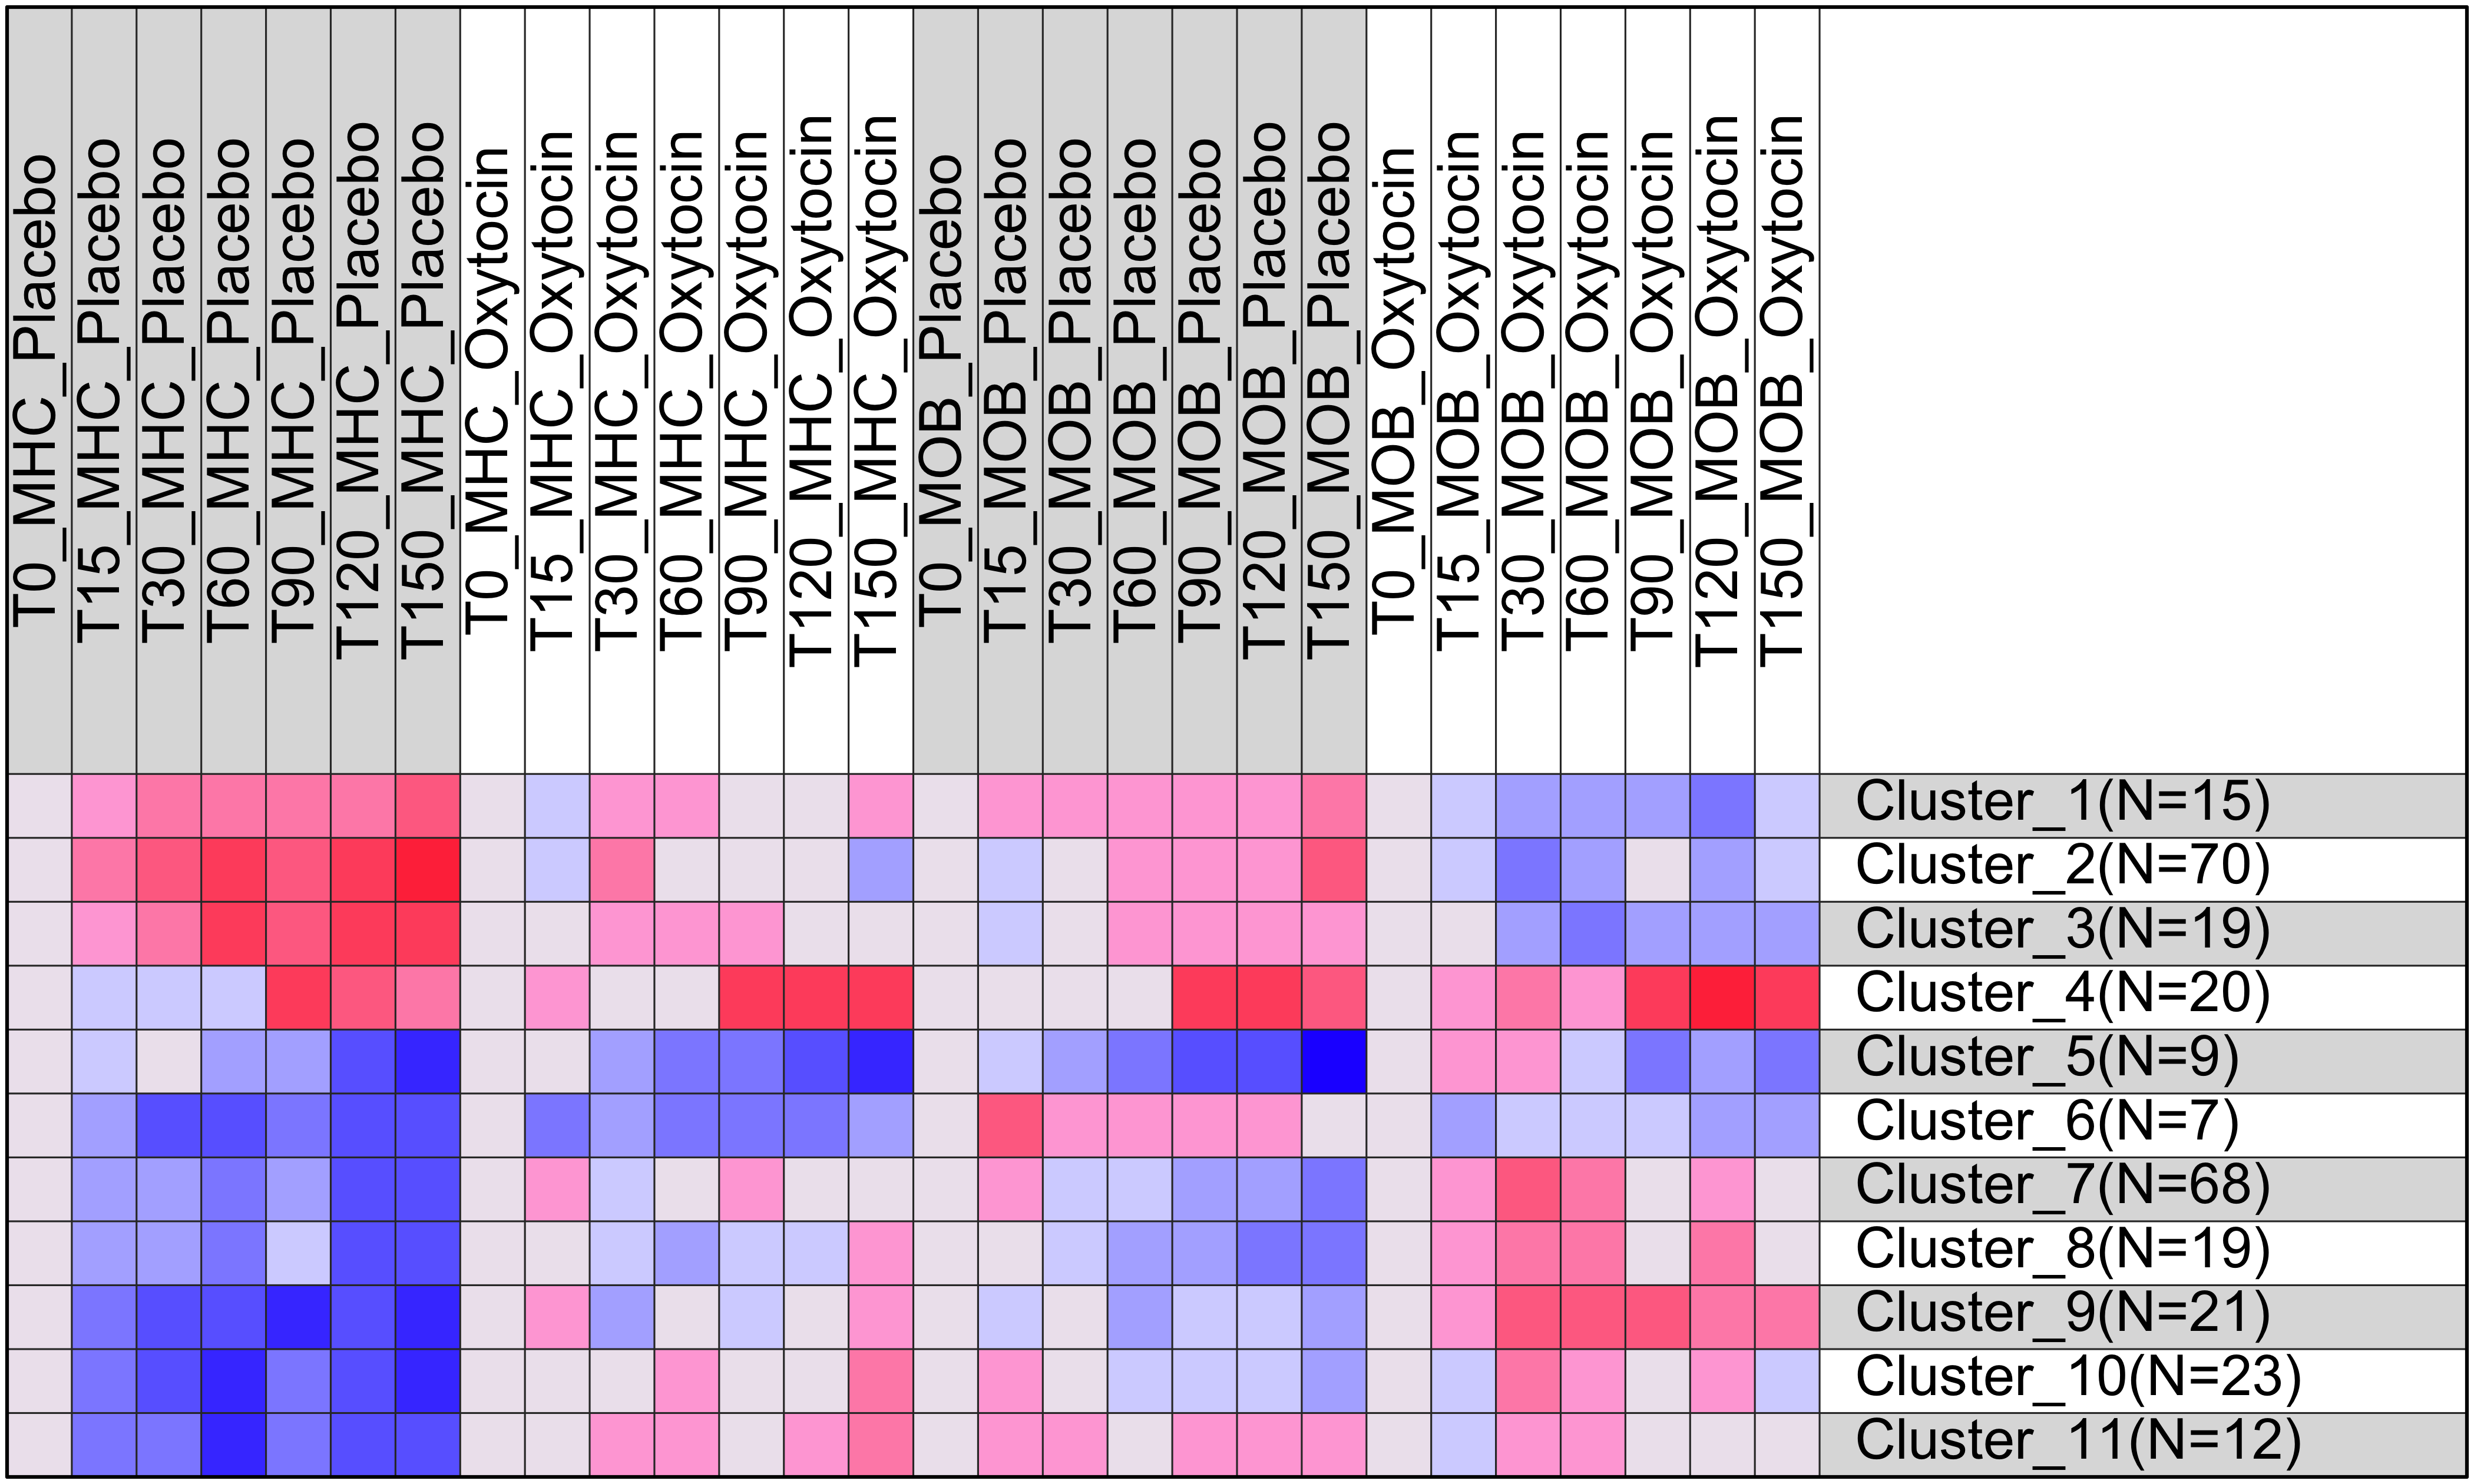 T0_MHC_Placebo
T15_MHC_Placebo
T30_MHC_Placebo
T60_MHC_Placebo
T90_MHC_Placebo
T120_MHC_Placebo
T150_MHC_Placebo
T0_MHC_Oxytocin
T15_MHC_Oxytocin
T30_MHC_Oxytocin
T60_MHC_Oxytocin
T90_MHC_Oxytocin
T120_MHC_Oxytocin
T150_MHC_Oxytocin
T0_MOB_Placebo
T15_MOB_Placebo
T30_MOB_Placebo
T60_MOB_Placebo
T90_MOB_Placebo
T120_MOB_Placebo
T150_MOB_Placebo
T0_MOB_Oxytocin
T15_MOB_Oxytocin
T30_MOB_Oxytocin
T60_MOB_Oxytocin
T90_MOB_Oxytocin
T120_MOB_Oxytocin
T150_MOB_Oxytocin
Cluster_1(N=15)
Cluster_2(N=70)
Cluster_3(N=19)
Cluster_4(N=20)
Cluster_5(N=9)
Cluster_6(N=7)
Cluster_7(N=68)
Cluster_8(N=19)
Cluster_9(N=21)
Cluster_10(N=23)
Cluster_11(N=12)